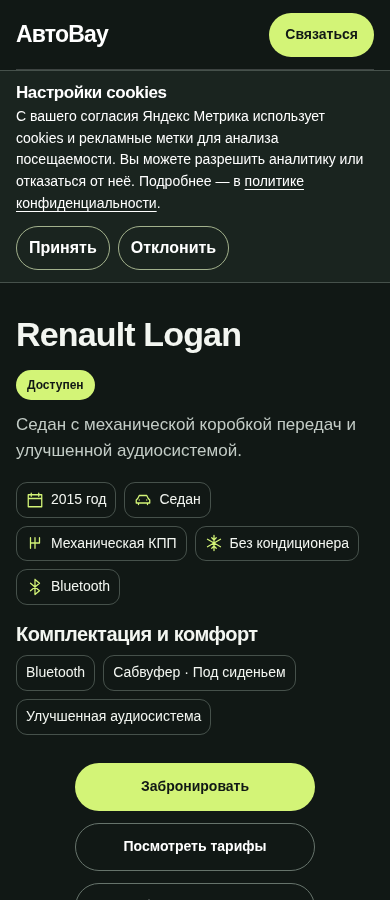 АвтоВау
Связаться
Настройки cookies
С вашего согласия Яндекс Метрика использует
cookies и рекламные метки для анализа
посещаемости. Вы можете разрешить аналитику или
отказаться от неё. Подробнее — в политике
конфиденциальности.
Принять
Отклонить
Renault Logan
Доступен
Седан с механической коробкой передач и
улучшенной аудиосистемой.
2015 год
Седан
Механическая КПП
Без кондиционера
Bluetooth
Комплектация и комфорт
Bluetooth
Сабвуфер · Под сиденьем
Улучшенная аудиосистема
Забронировать
Посмотреть тарифы